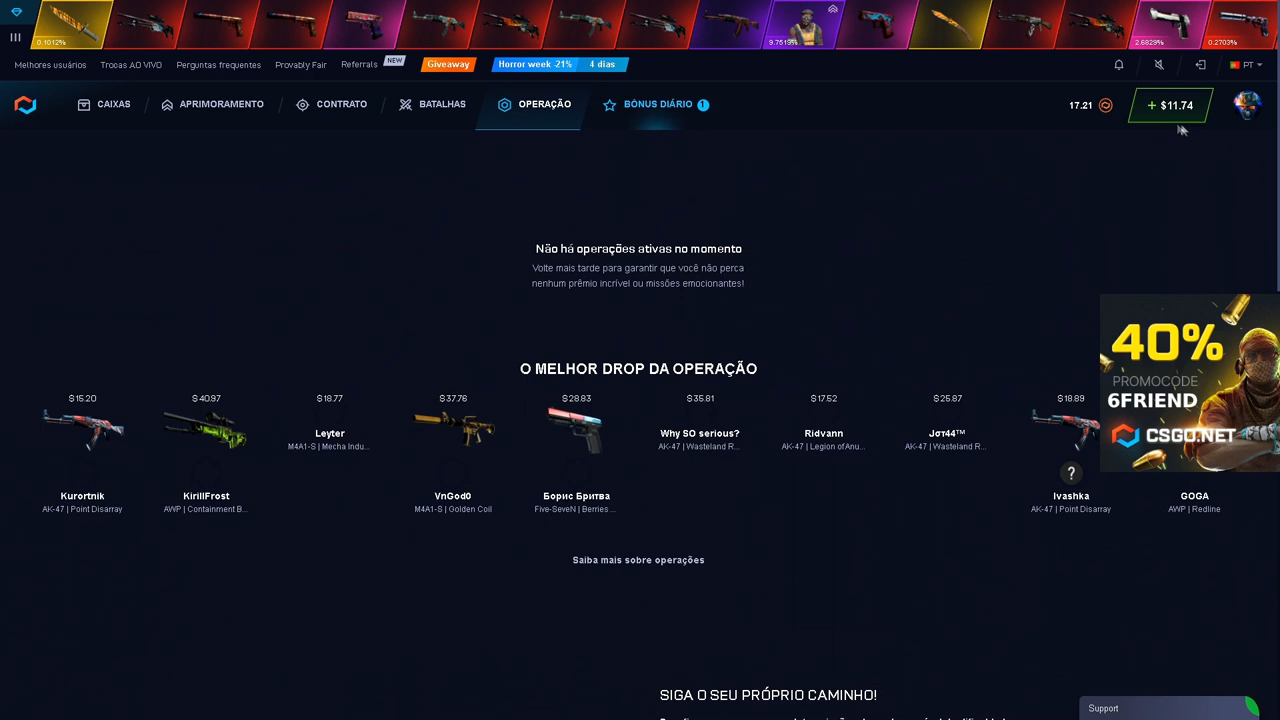 0.1012%
9.7519%
2.6829%
0.2703%
Melhores usuários
Trocas AO VIVO
Perguntas frequentes
Provably Fair
Referrals
NEW
Giveaway
Horror week -21%
4 dias
PT
CAIXAS
APRIMORAMENTO
CONTRATO
BATALHAS
OPERAÇÃO
BÔNUS DIÁRIO
1
17.21
+ $11.74
Não há operações ativas no momento
Volte mais tarde para garantir que você não perca
nenhum prêmio incrível ou missões emocionantes!
O MELHOR DROP DA OPERAÇÃO
$15.20
$40.97
$18.77
$37.76
$28.83
$35.81
$17.52
$25.87
$18.89
Leyter
M4A1-S | Mecha Indu...
Why SO serious?
AK-47 | Wasteland R...
Ridvann
AK-47 | Legion of Anu...
Jστ44™
AK-47 | Wasteland R...
Kurortnik
AK-47 | Point Disarray
KirillFrost
AWP | Containment B...
VnGod0
M4A1-S | Golden Coil
Борис Бритва
Five-SeveN | Berries ...
?
Ivashka
AK-47 | Point Disarray
GOGA
AWP | Redline
40%
PROMOCODE
6FRIEND
CSGO.NET
Saiba mais sobre operações
SIGA O SEU PRÓPRIO CAMINHO!
Support